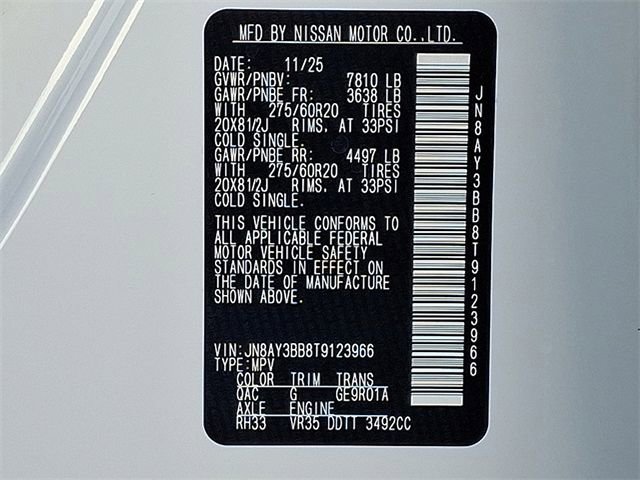 MFD BY NISSAN MOTOR CO.,LTD.
DATE: 11/25
GVWR/PNBV: 7810 LB
GAWR/PNBE FR: 3638 LB
WITH 275/60R20 TIRES
20X81/2J RIMS, AT 33PSI
COLD SINGLE.
GAWR/PNBE RR: 4497 LB
WITH 275/60R20 TIRES
20X81/2J RIMS, AT 33PSI
COLD SINGLE.
THIS VEHICLE CONFORMS TO
ALL APPLICABLE FEDERAL
MOTOR VEHICLE SAFETY
STANDARDS IN EFFECT ON
THE DATE OF MANUFACTURE
SHOWN ABOVE.
VIN:JN8AY3BB8T9123966
TYPE:MPV
COLOR TRIM TRANS
QAC G GE9R01A
AXLE ENGINE
RH33 VR35 DDTT 3492CC
JN8AY3BB8T9123966